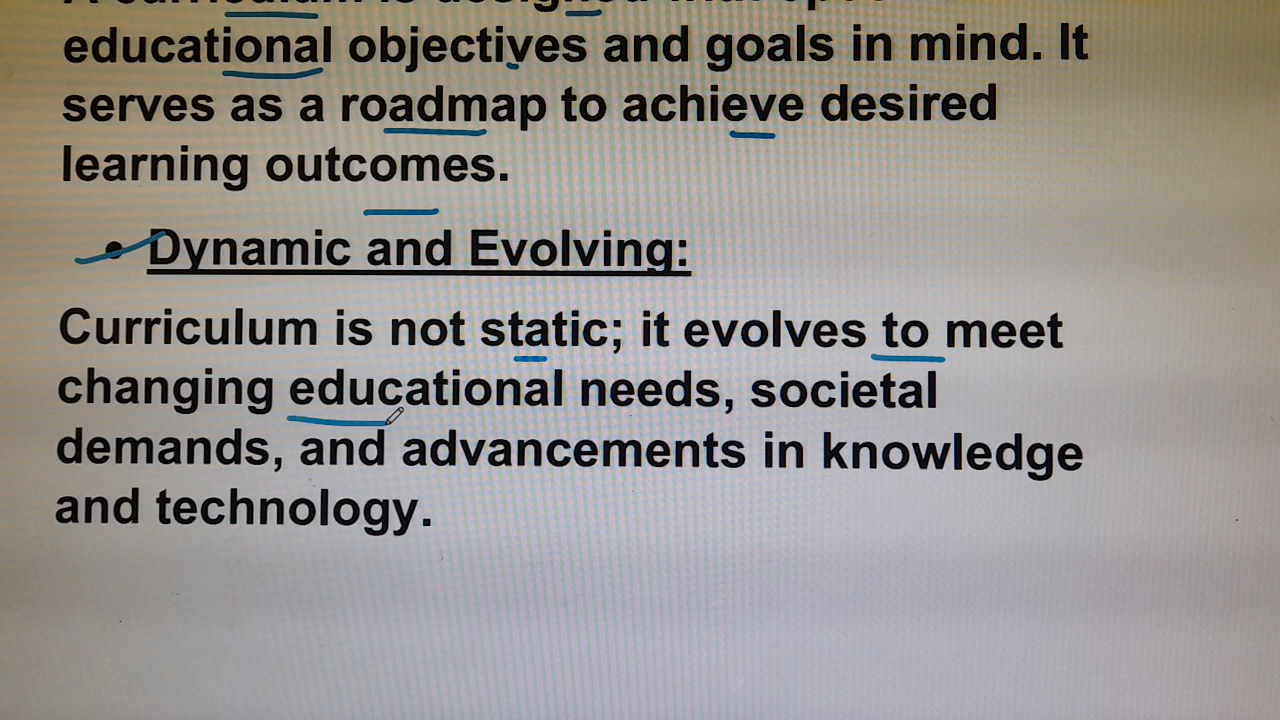 educational objectives and goals in mind. It
serves as a roadmap to achieve desired
learning outcomes.
• Dynamic and Evolving:
Curriculum is not static; it evolves to meet
changing educational needs, societal
demands, and advancements in knowledge
and technology.